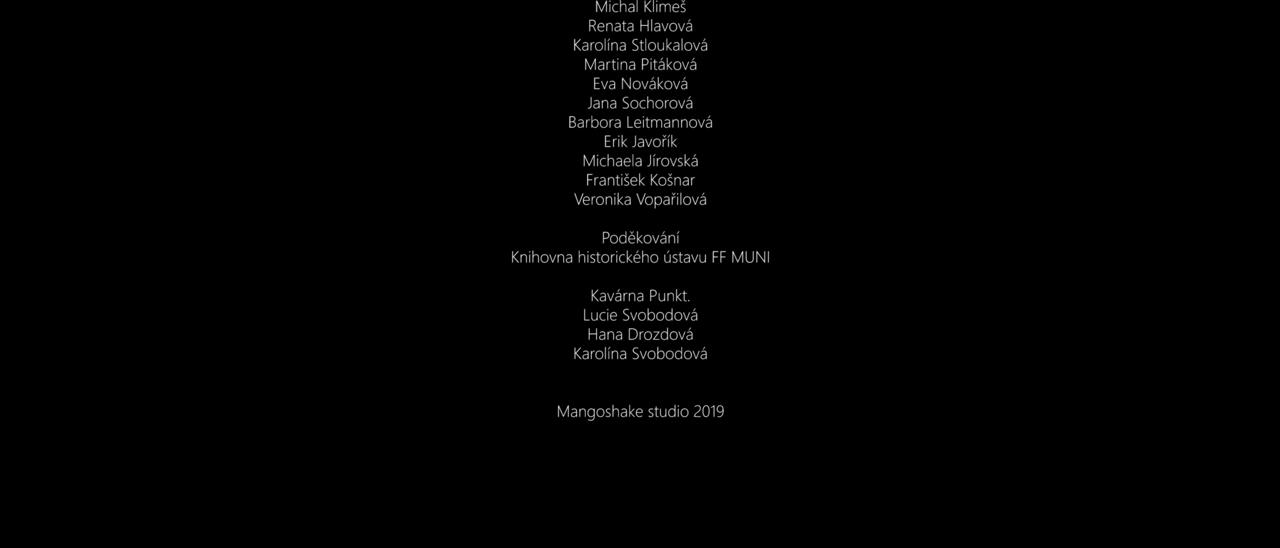 Michal Klimeš
Renata Hlavová
Karolína Stloukalová
Martina Pitáková
Eva Nováková
Jana Sochorová
Barbora Leitmannová
Erik Javořík
Michaela Jírovská
František Košnar
Veronika Vopařilová
Poděkování
Knihovna historického ústavu FF MUNI
Kavárna Punkt.
Lucie Svobodová
Hana Drozdová
Karolína Svobodová
Mangoshake studio 2019